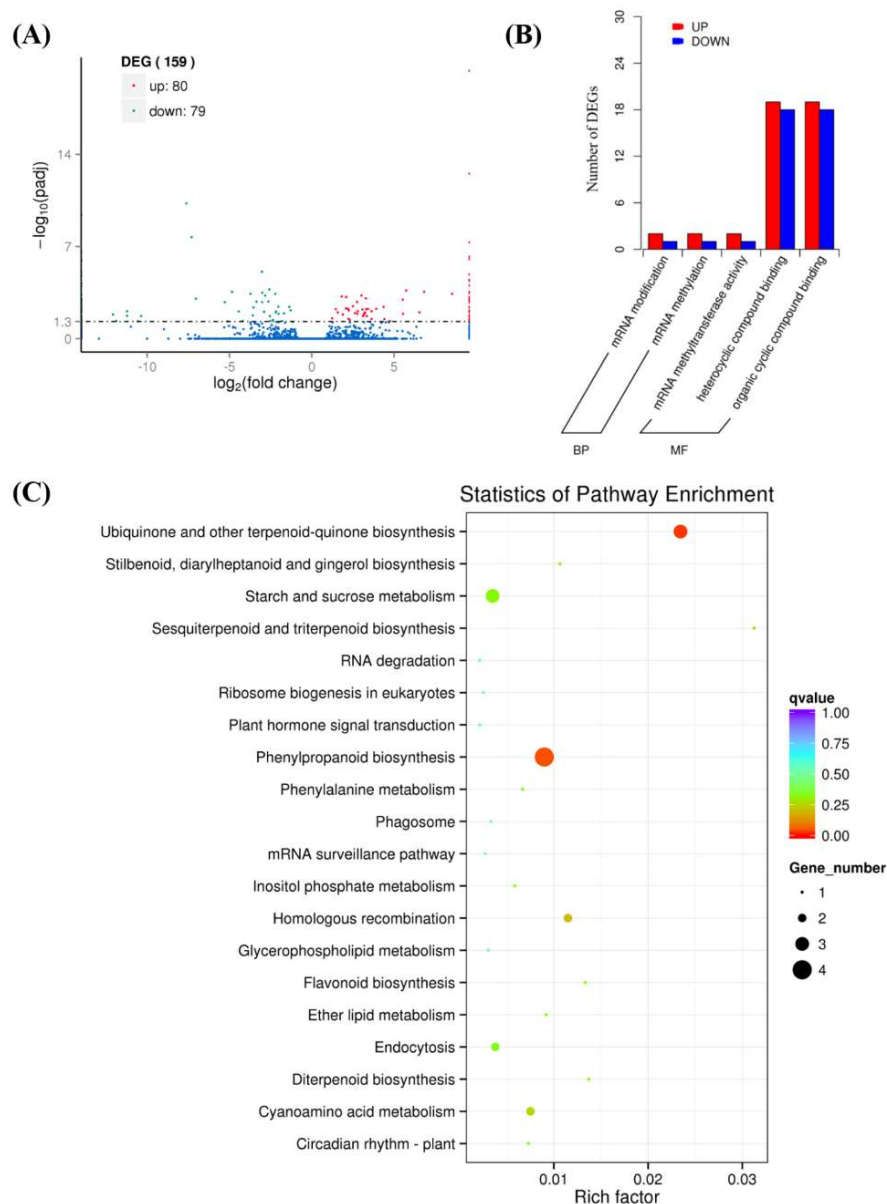 (A)
DEG ( 159 )
up: 80
down: 79
14
7
1.3
0
−log10(padj)
-10
-5
0
5
log2(fold change)
(B)
UP
DOWN
30
24
18
12
6
0
Number of DEGs
mRNA modification
mRNA methylation
mRNA methyltransferase activity
heterocyclic compound binding
organic cyclic compound binding
BP
MF
(C)
Statistics of Pathway Enrichment
Ubiquinone and other terpenoid-quinone biosynthesis
Stilbenoid, diarylheptanoid and gingerol biosynthesis
Starch and sucrose metabolism
Sesquiterpenoid and triterpenoid biosynthesis
RNA degradation
Ribosome biogenesis in eukaryotes
Plant hormone signal transduction
Phenylpropanoid biosynthesis
Phenylalanine metabolism
Phagosome
mRNA surveillance pathway
Inositol phosphate metabolism
Homologous recombination
Glycerophospholipid metabolism
Flavonoid biosynthesis
Ether lipid metabolism
Endocytosis
Diterpenoid biosynthesis
Cyanoamino acid metabolism
Circadian rhythm - plant
0.01
0.02
0.03
Rich factor
qvalue
1.00
0.75
0.50
0.25
0.00
Gene_number
1
2
3
4